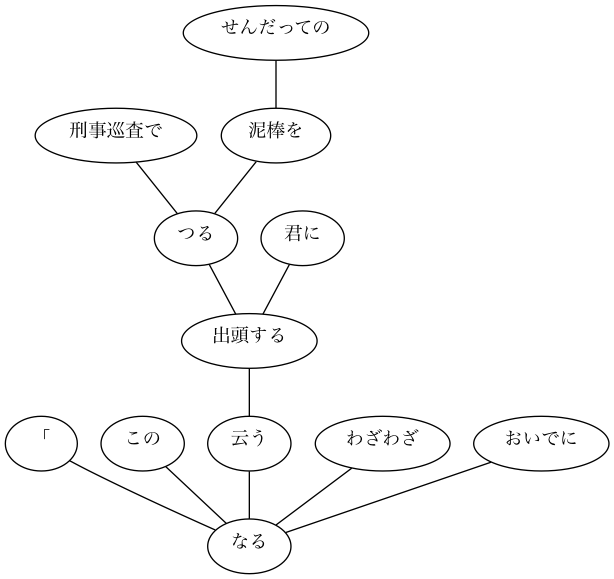 せんだっての
刑事巡査で 泥棒を
つる 君に
出頭する
「 この 云う わざわざ おいでに
なる